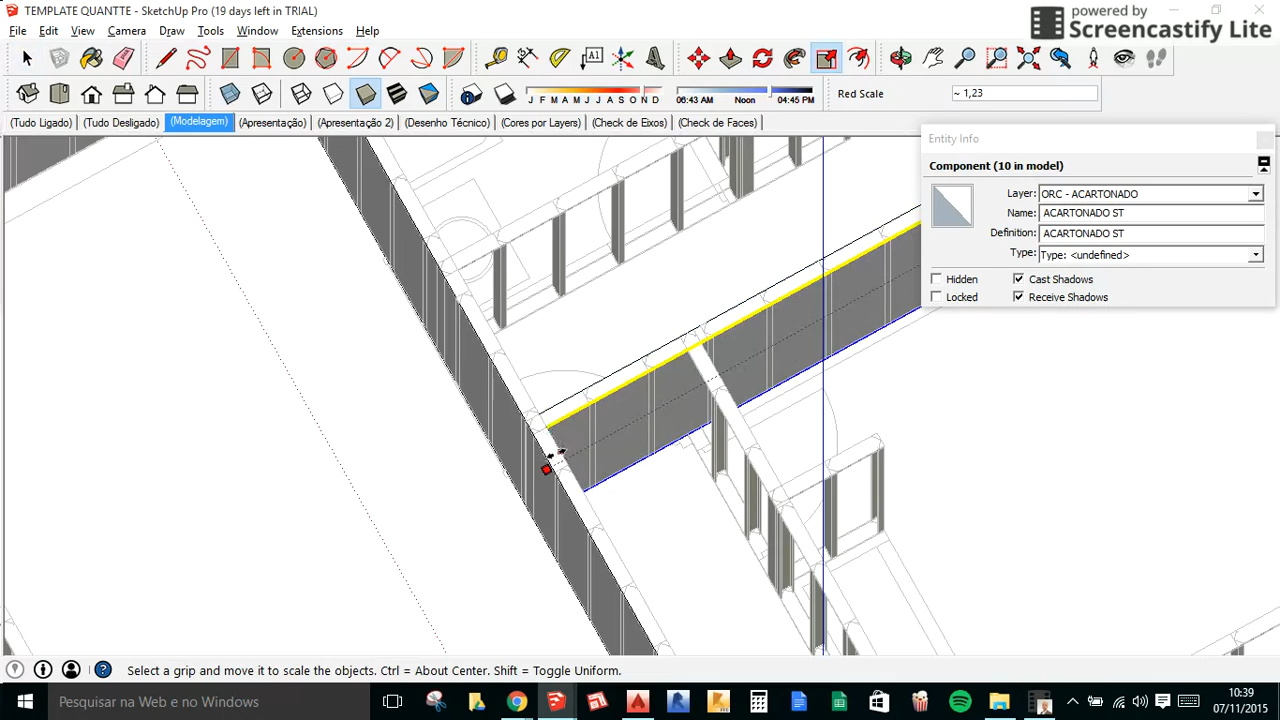 TEMPLATE QUANTTE - SketchUp Pro (19 days left in TRIAL)
powered by
Screencastify Lite
File Edit View Camera Draw Tools Window Extensions Help
A1
J F M A M J J A S O N D
06:43 AM Noon 04:45 PM
Red Scale
~ 1,23
(Tudo Ligado) (Tudo Desligado) (Modelagem) (Apresentação) (Apresentação 2) (Desenho Técnico) (Cores por Layers) (Check de Eixos) (Check de Faces)
Entity Info
Component (10 in model)
Layer: ORC - ACARTONADO
Name: ACARTONADO ST
Definition: ACARTONADO ST
Type: Type: <undefined>
Hidden Cast Shadows
Locked Receive Shadows
Select a grip and move it to scale the objects. Ctrl = About Center. Shift = Toggle Uniform.
Pesquisar na Web e no Windows
10:39
07/11/2015